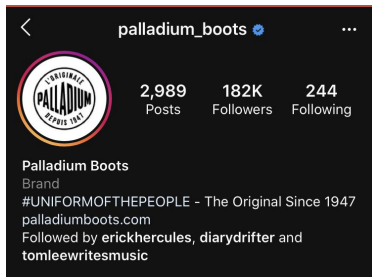 palladium_boots
L'ORIGINALE
PALLADIUM
DEPUIS 1947
2,989 182K 244
Posts Followers Following
Palladium Boots
Brand
#UNIFORMOFTHEPEOPLE - The Original Since 1947
palladiumboots.com
Followed by erickhercules, diarydrifter and
tomleewritesmusic